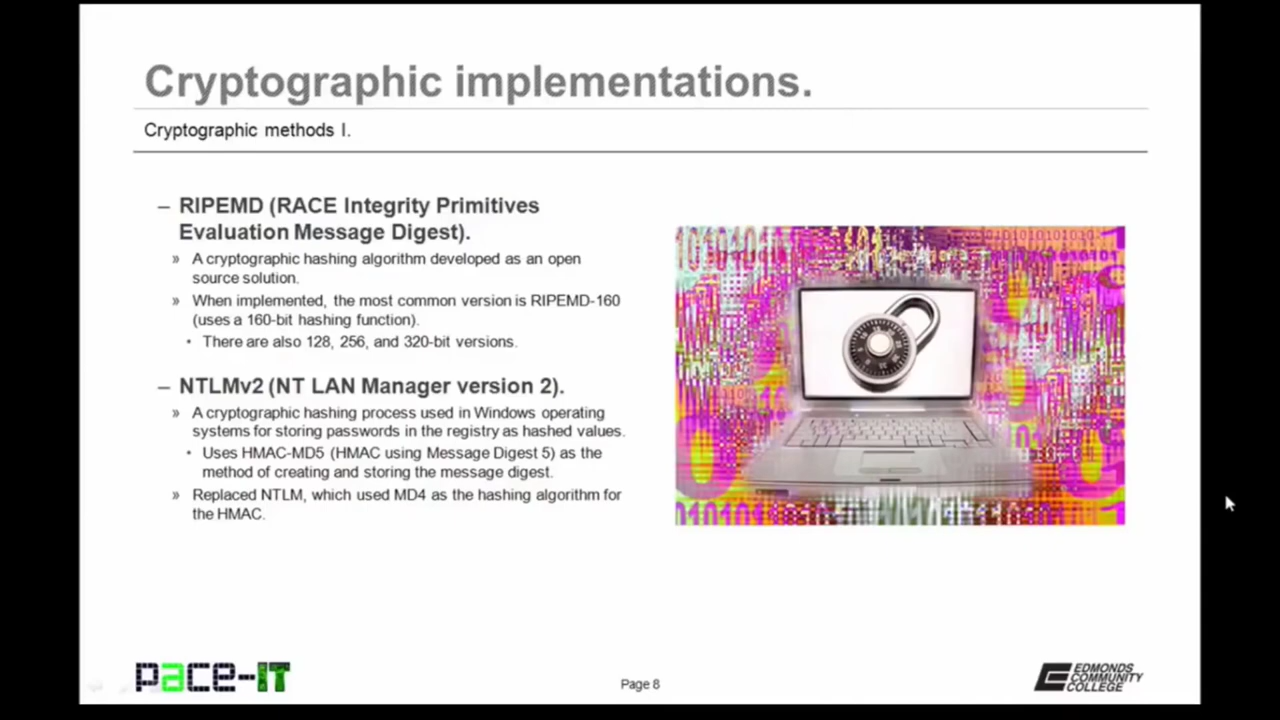 Cryptographic implementations.
Cryptographic methods I.
– RIPEMD (RACE Integrity Primitives
Evaluation Message Digest).
» A cryptographic hashing algorithm developed as an open
source solution.
» When implemented, the most common version is RIPEMD-160
(uses a 160-bit hashing function).
• There are also 128, 256, and 320-bit versions.
– NTLMv2 (NT LAN Manager version 2).
» A cryptographic hashing process used in Windows operating
systems for storing passwords in the registry as hashed values.
• Uses HMAC-MD5 (HMAC using Message Digest 5) as the
method of creating and storing the message digest.
» Replaced NTLM, which used MD4 as the hashing algorithm for
the HMAC.
pace-IT
Page 8
EDMONDS
COMMUNITY
COLLEGE